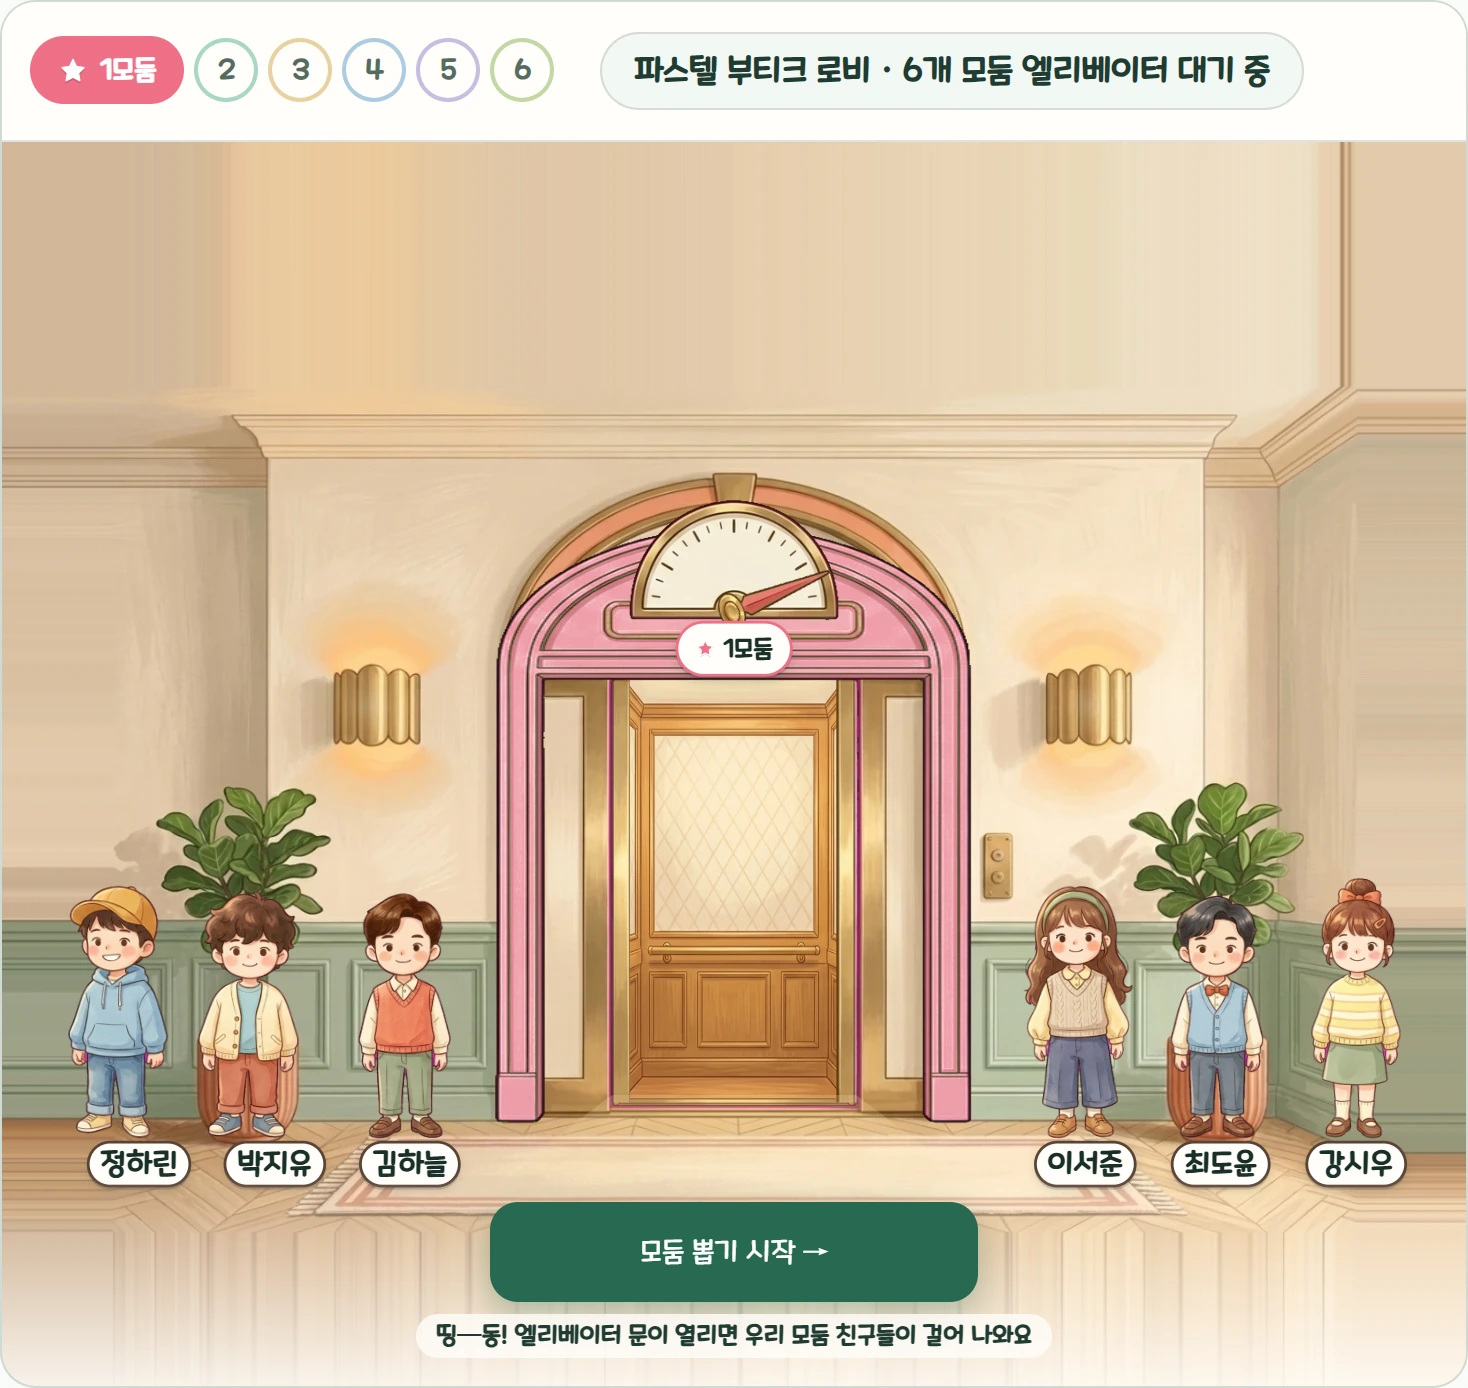 ★ 1모둠 2 3 4 5 6
파스텔 부티크 로비 · 6개 모둠 엘리베이터 대기 중
★ 1모둠
정하린 박지유 김하늘 이서준 최도윤 강시우
모둠 뽑기 시작 →
띵—동! 엘리베이터 문이 열리면 우리 모둠 친구들이 걸어 나와요